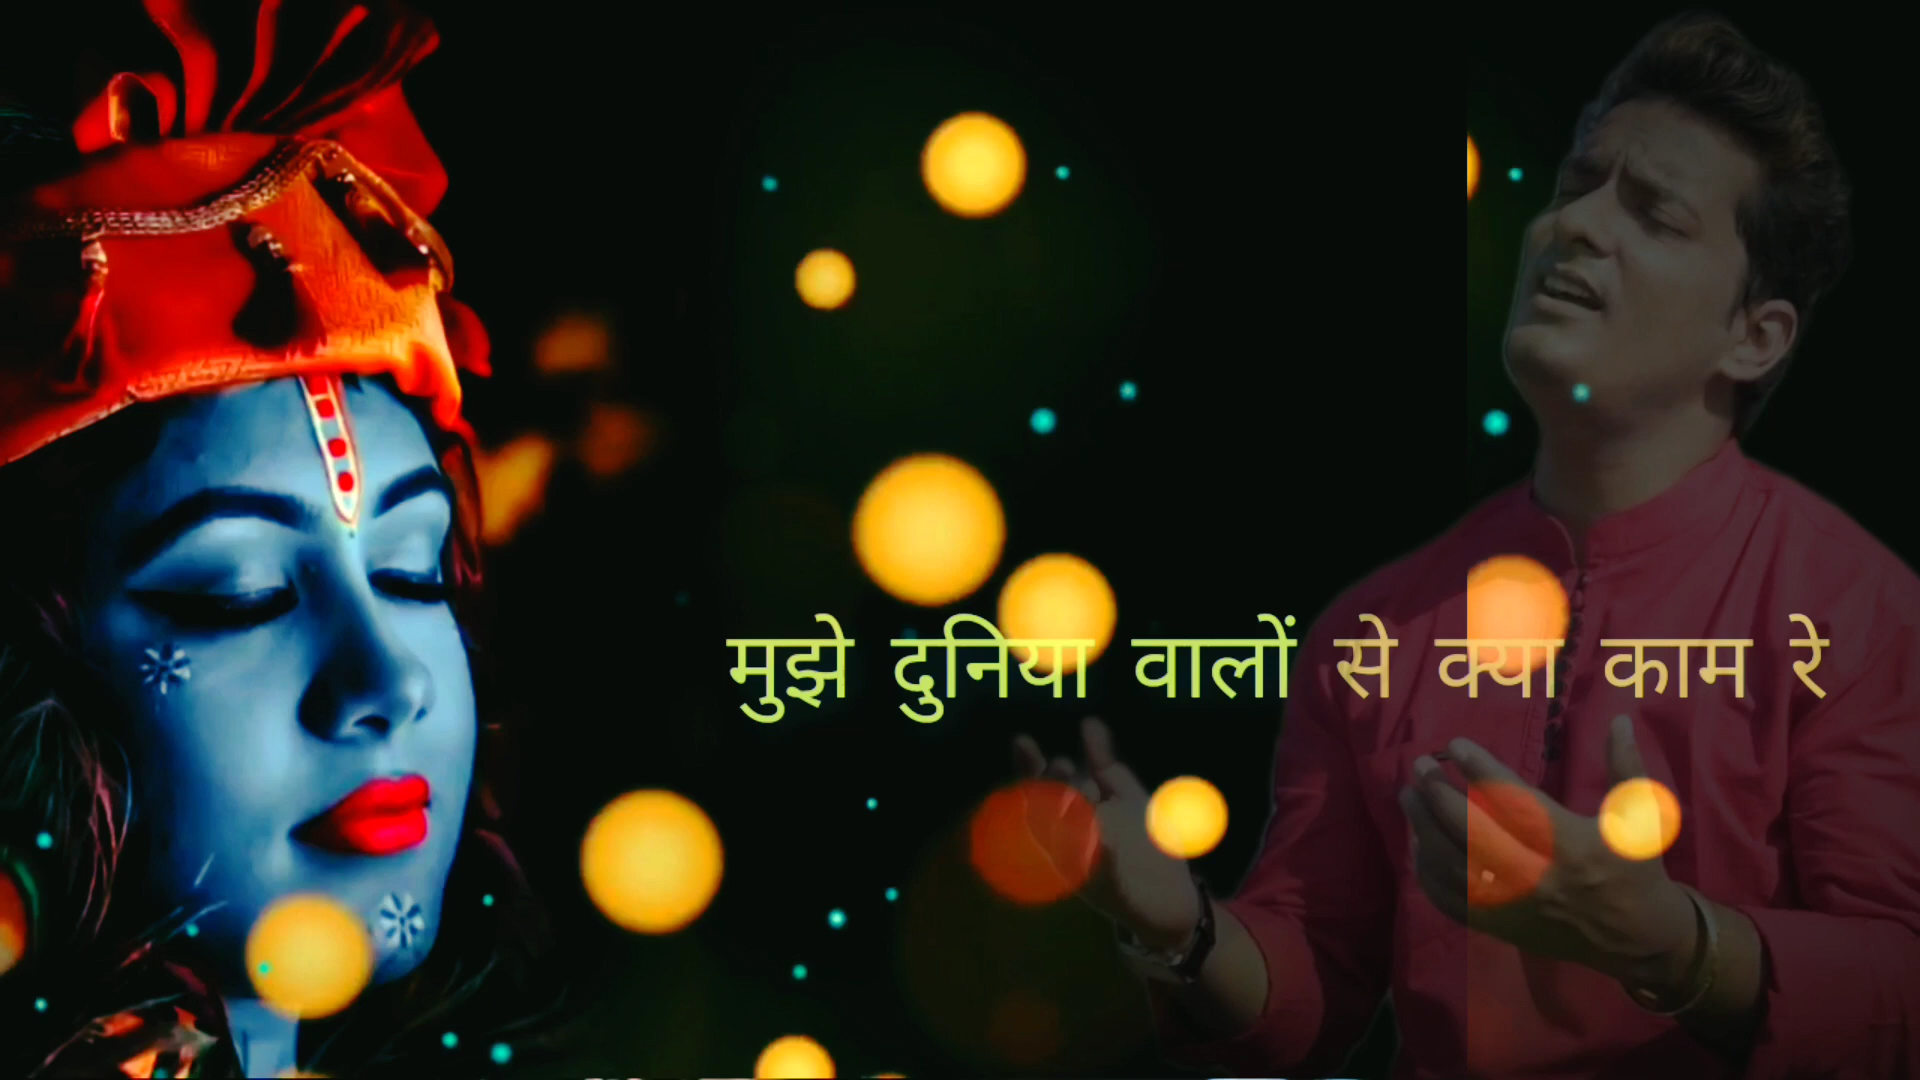 मुझे दुनिया वालों से क्या काम रे